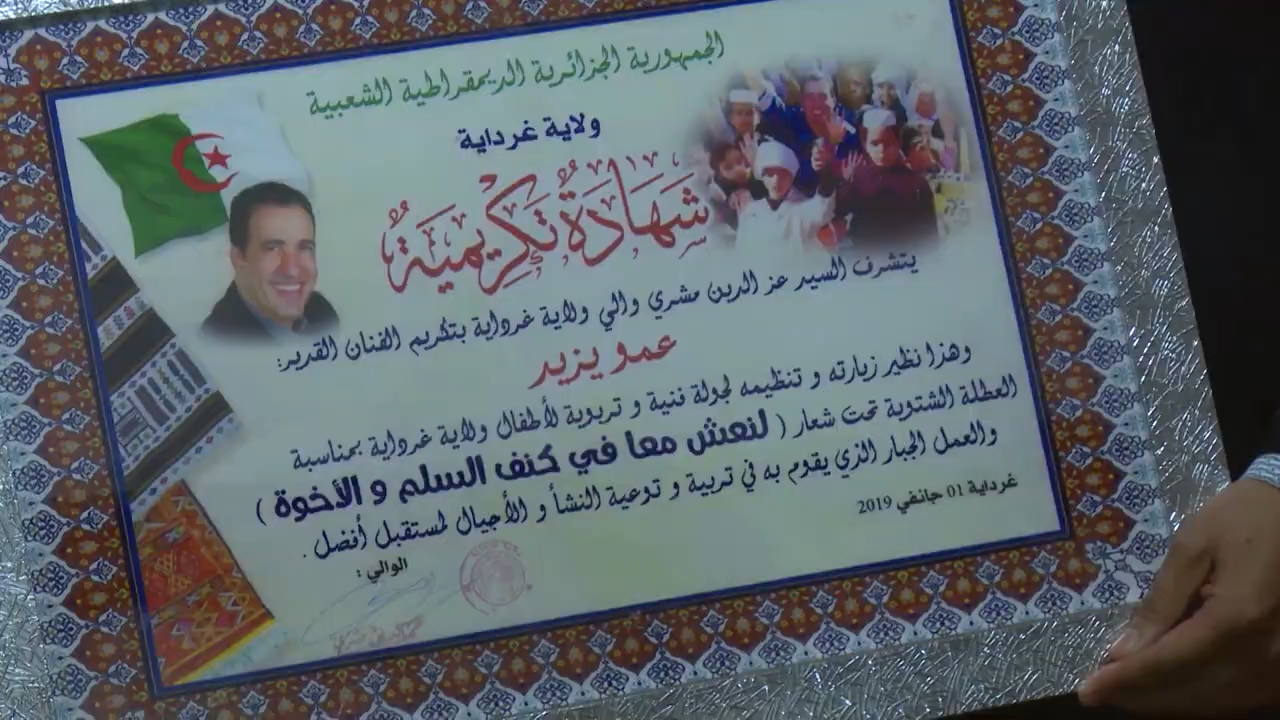 الجمهورية الجزائرية الديمقراطية الشعبية
ولاية غرداية
شَهَادَةٌ تَكْرِيمِيَةٌ
يتشرف السيد عز الدين مشري والي ولاية غرداية بتكريم الفنان القدير:
عمو يزيد
وهذا نظير زيارته و تنظيمه لجولة فنية و تربوية لأطفال ولاية غرداية بمناسبة
العطلة الشتوية تحت شعار ( لنعش معا في كنف السلم و الأخوة )
والعمل الجبار الذي يقوم به في تربية و توعية النشأ و الأجيال لمستقبل أفضل .
غرداية 01 جانفي 2019
الوالي :